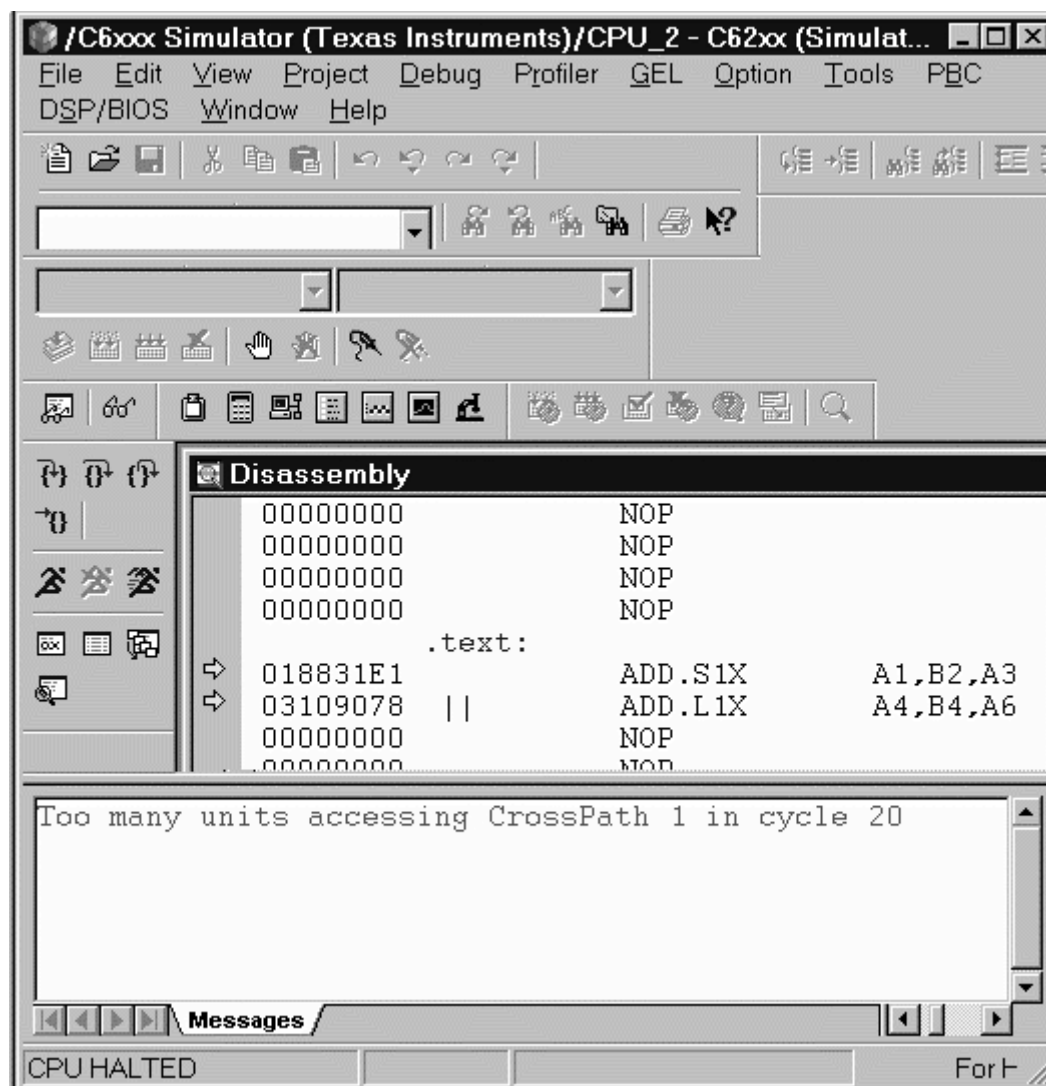 /C6xxx Simulator (Texas Instruments)/CPU_2 - C62xx (Simulat...
File Edit View Project Debug Profiler GEL Option Tools PBC
DSP/BIOS Window Help
Disassembly
00000000 NOP
00000000 NOP
00000000 NOP
00000000 NOP
.text:
018831E1 ADD.S1X A1,B2,A3
03109078 || ADD.L1X A4,B4,A6
00000000 NOP
00000000 NOP
Too many units accessing CrossPath 1 in cycle 20
Messages
CPU HALTED For H